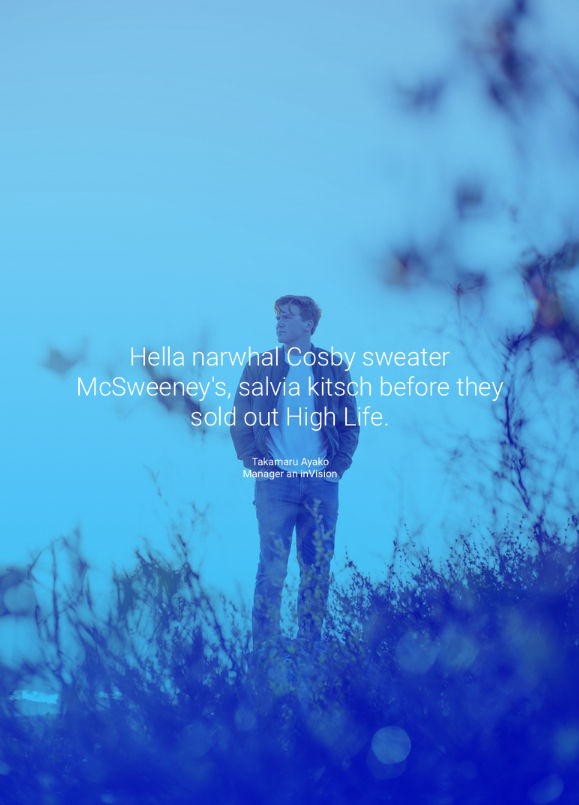 Hella narwhal Cosby sweater
McSweeney's, salvia kitsch before they
sold out High Life.
Takamaru Ayako
Manager an inVision